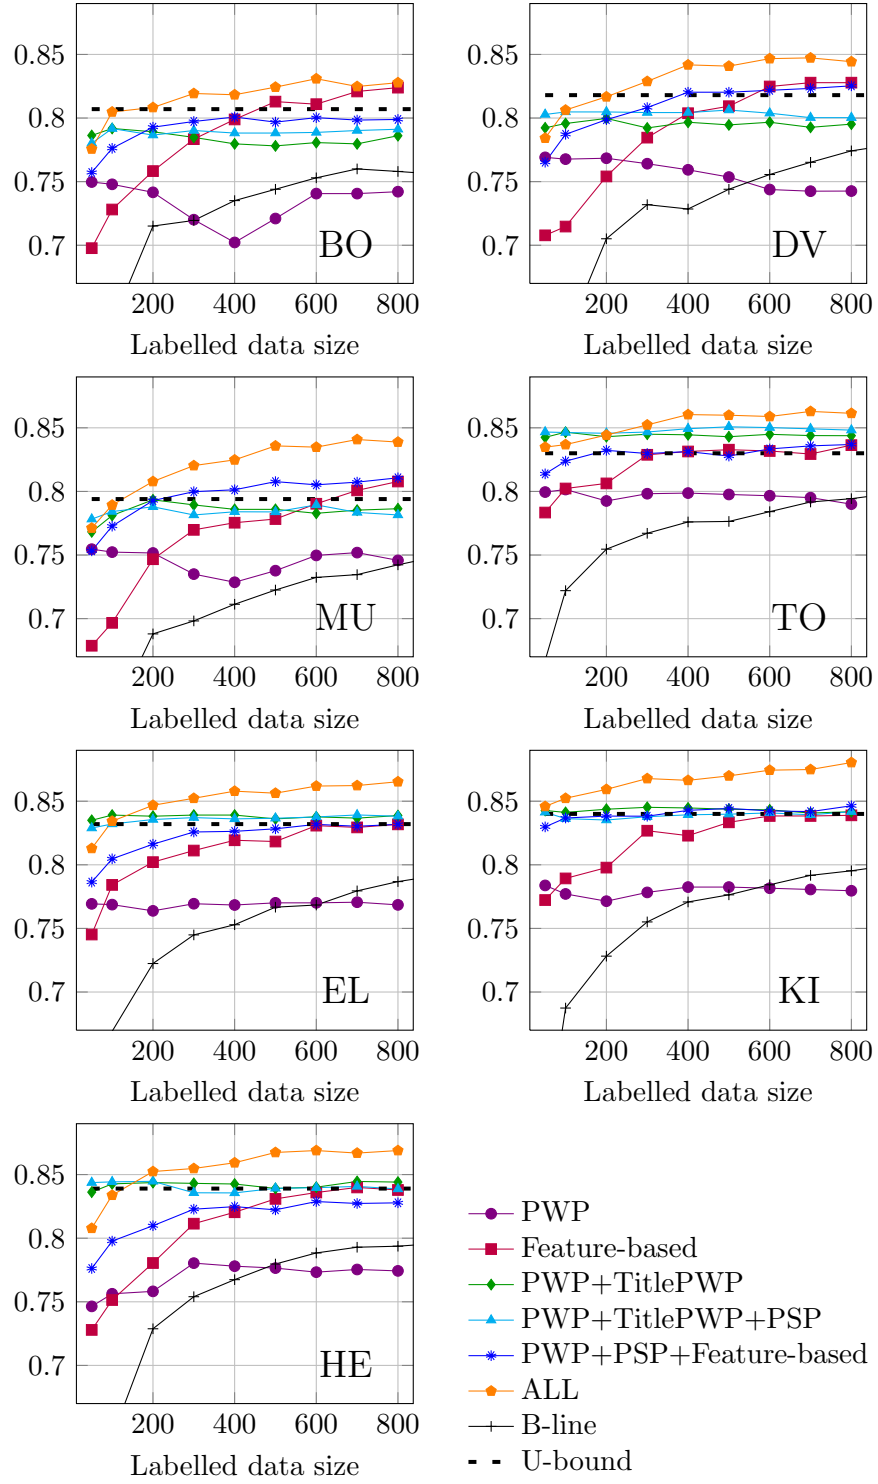 0.85
0.8
0.75
0.7
BO
200 400 600 800
Labelled data size
DV
200 400 600 800
Labelled data size
0.85
0.8
0.75
0.7
MU
200 400 600 800
Labelled data size
0.85
0.8
0.75
0.7
TO
200 400 600 800
Labelled data size
0.85
0.8
0.75
0.7
EL
200 400 600 800
Labelled data size
0.85
0.8
0.75
0.7
KI
200 400 600 800
Labelled data size
0.85
0.8
0.75
0.7
HE
200 400 600 800
Labelled data size
PWP
Feature-based
PWP+TitlePWP
PWP+TitlePWP+PSP
PWP+PSP+Feature-based
ALL
B-line
U-bound
0.85
0.8
0.75
0.7